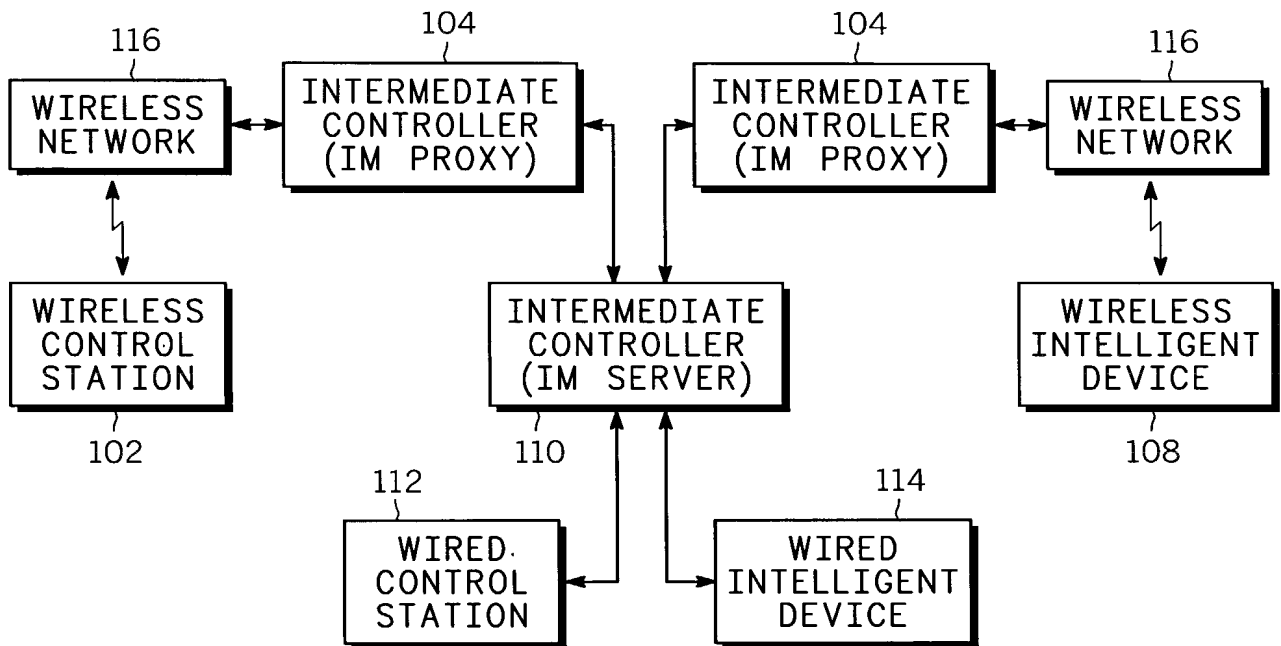 116
104
104
116
WIRELESS
NETWORK
INTERMEDIATE
CONTROLLER
(IM PROXY)
INTERMEDIATE
CONTROLLER
(IM PROXY)
WIRELESS
NETWORK
WIRELESS
CONTROL
STATION
102
INTERMEDIATE
CONTROLLER
(IM SERVER)
110
WIRELESS
INTELLIGENT
DEVICE
108
112
WIRED
CONTROL
STATION
114
WIRED
INTELLIGENT
DEVICE